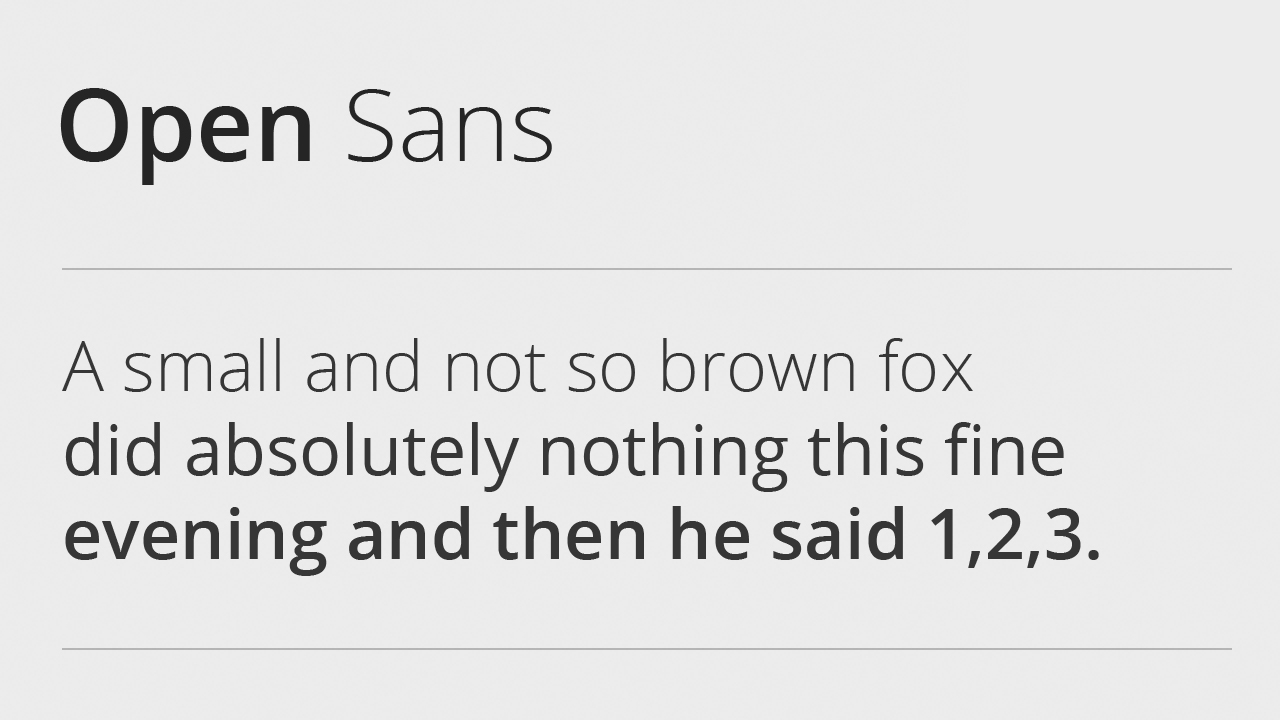 Open Sans
A small and not so brown fox
did absolutely nothing this fine
evening and then he said 1,2,3.